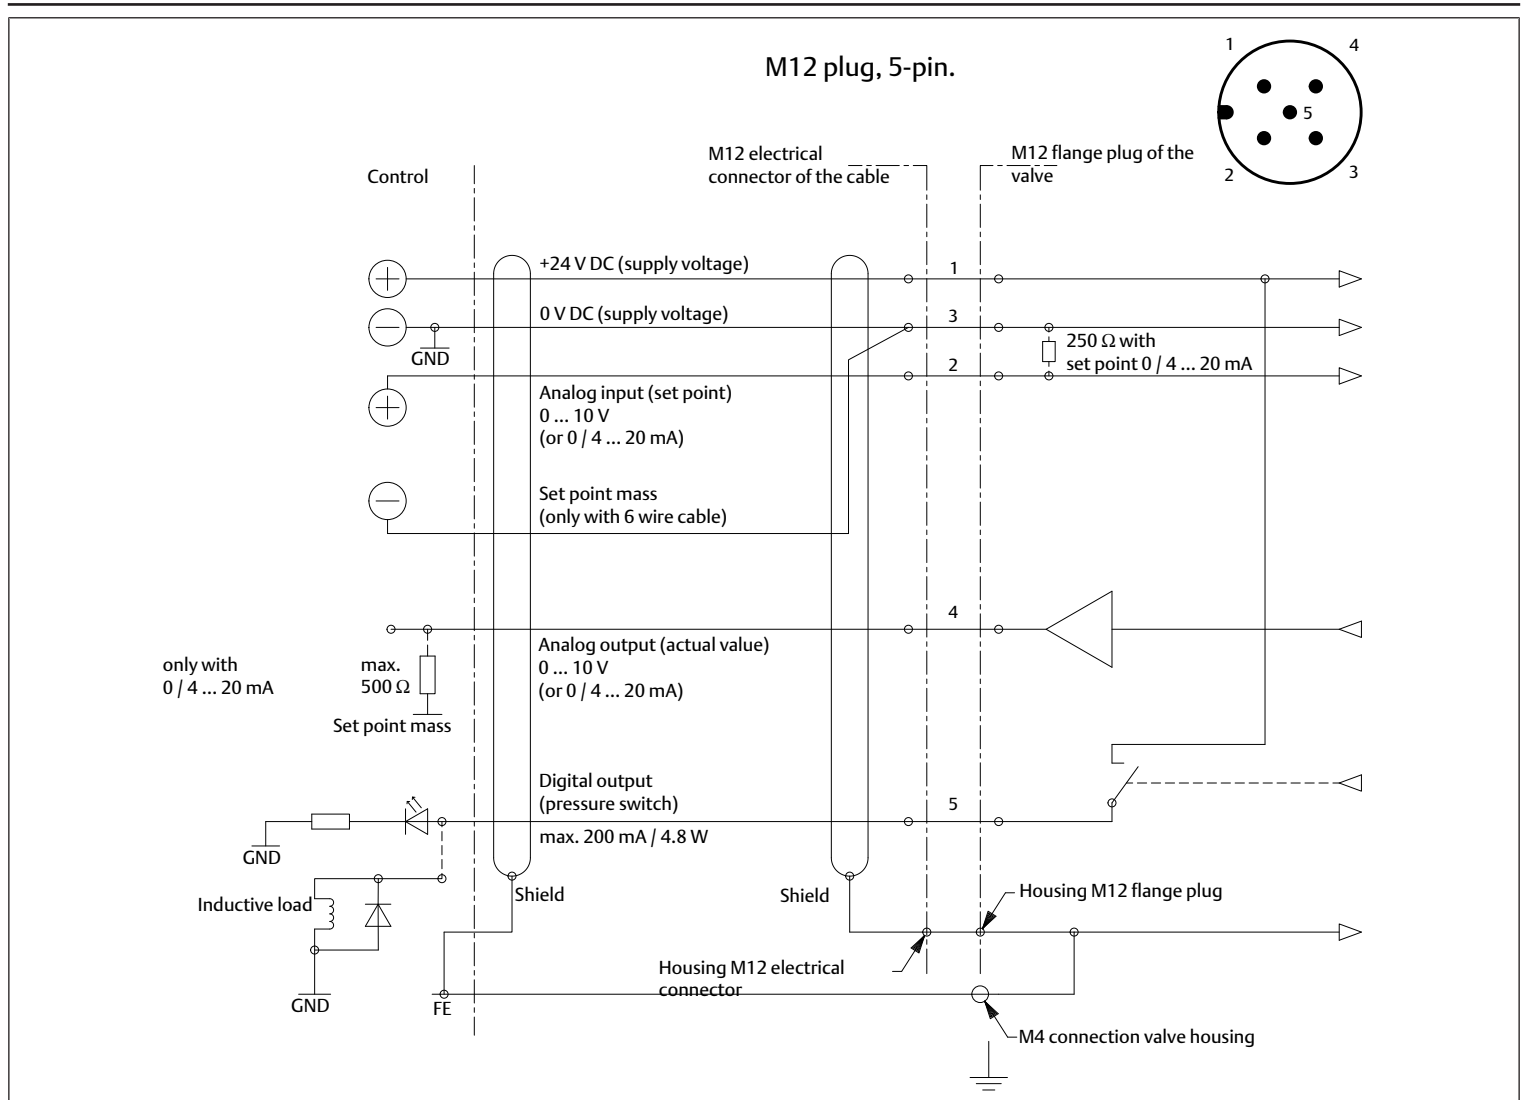 M12 plug, 5-pin.
1
4
5
2
3
Control
M12 electrical
connector of the cable
M12 flange plug of the
valve
+24 V DC (supply voltage)
1
0 V DC (supply voltage)
3
GND
250 Ω with
set point 0 / 4 ... 20 mA
2
Analog input (set point)
0 ... 10 V
(or 0 / 4 ... 20 mA)
Set point mass
(only with 6 wire cable)
4
Analog output (actual value)
0 ... 10 V
(or 0 / 4 ... 20 mA)
only with
0 / 4 ... 20 mA
max.
500 Ω
Set point mass
Digital output
(pressure switch)
max. 200 mA / 4.8 W
5
GND
Inductive load
GND
Shield
Shield
Housing M12 flange plug
Housing M12 electrical
connector
FE
M4 connection valve housing